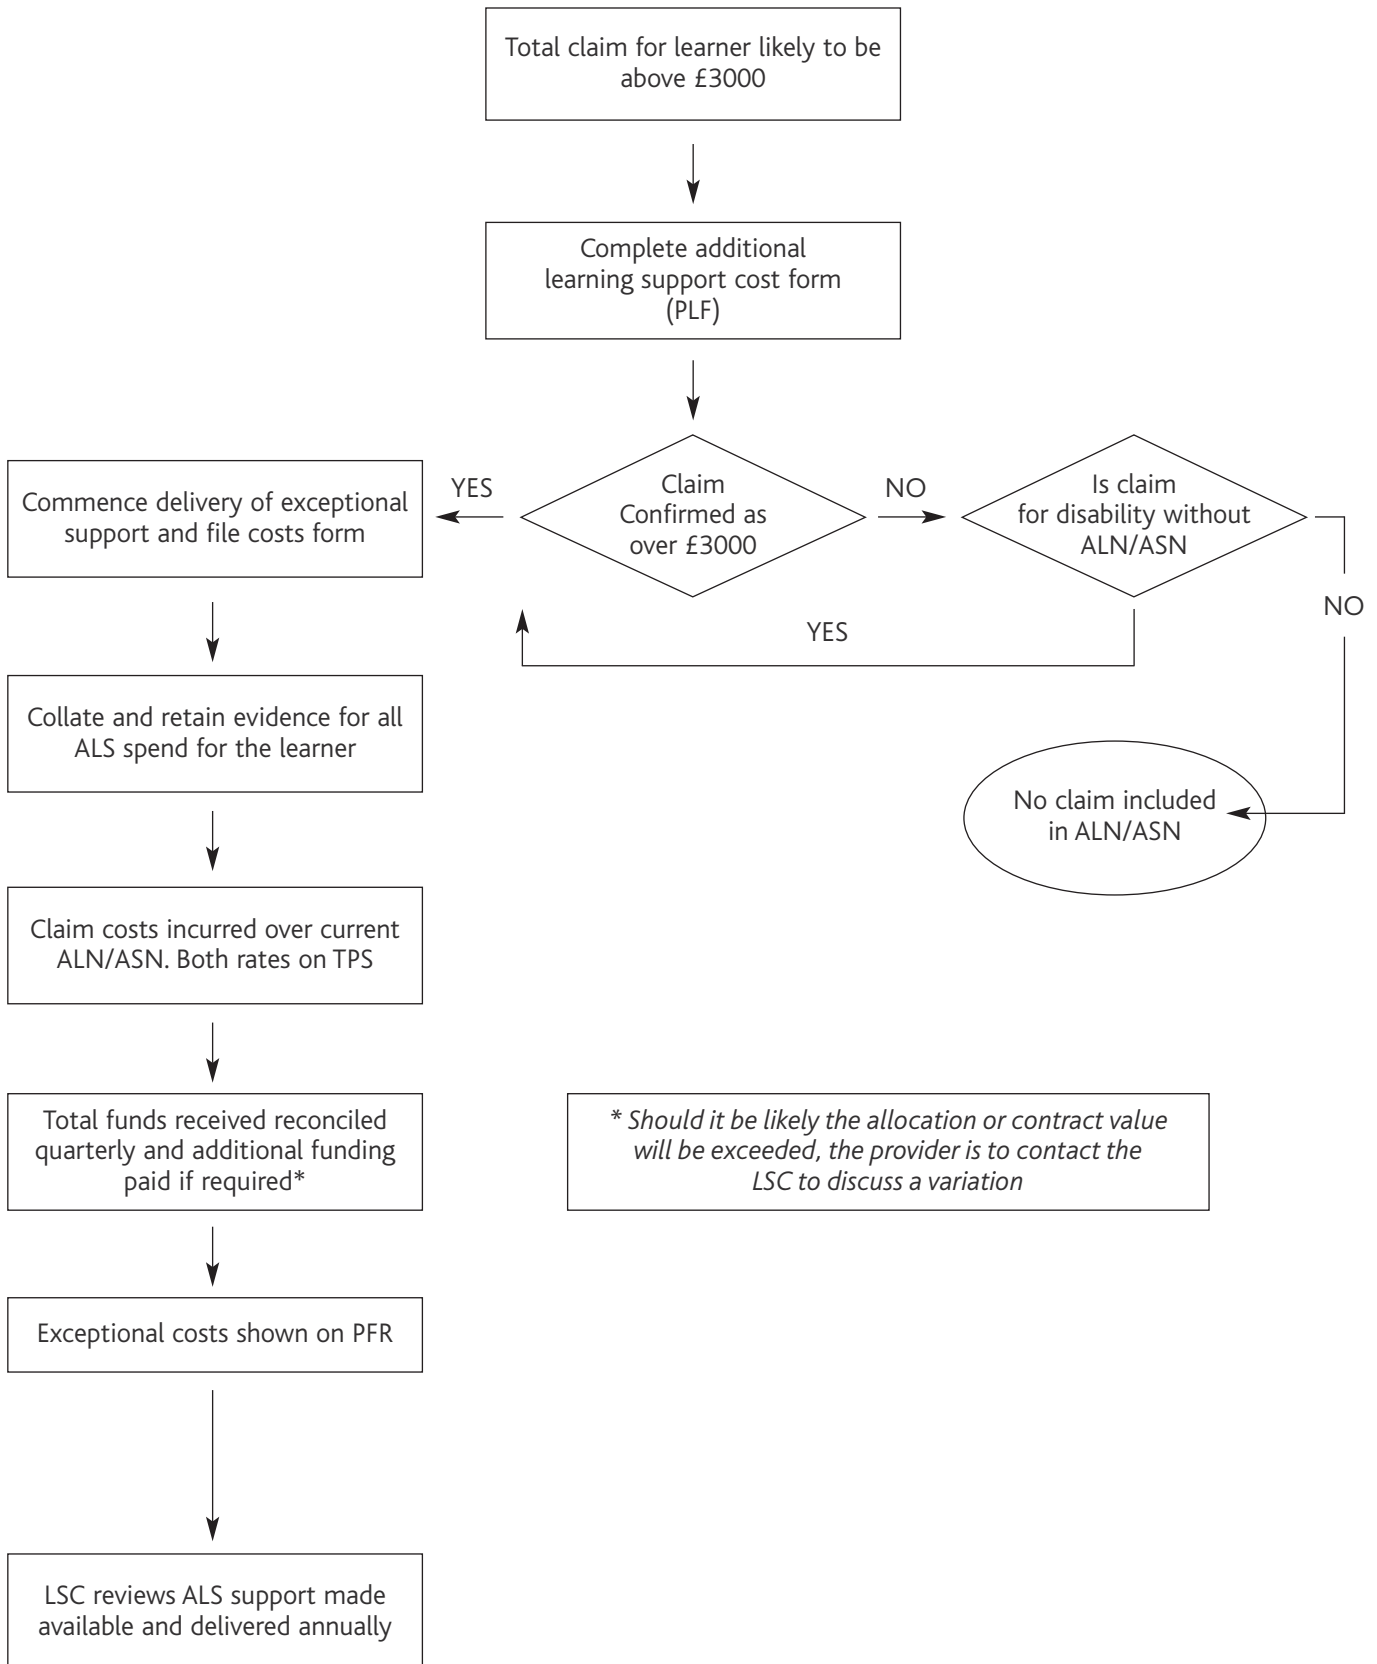 Total claim for learner likely to be
above £3000
Complete additional
learning support cost form
(PLF)
Commence delivery of exceptional
support and file costs form
YES
Claim
Confirmed as
over £3000
NO
Is claim
for disability without
ALN/ASN
NO
YES
Collate and retain evidence for all
ALS spend for the learner
No claim included
in ALN/ASN
Claim costs incurred over current
ALN/ASN. Both rates on TPS
Total funds received reconciled
quarterly and additional funding
paid if required*
* Should it be likely the allocation or contract value
will be exceeded, the provider is to contact the
LSC to discuss a variation
Exceptional costs shown on PFR
LSC reviews ALS support made
available and delivered annually